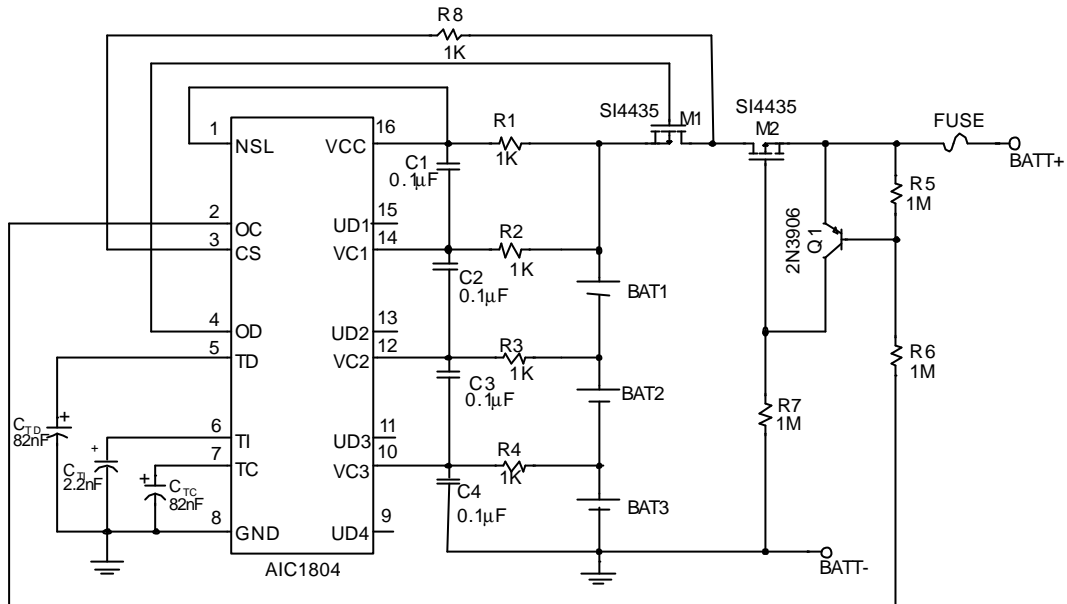 R8
1K
SI4435
M1
SI4435
M2
FUSE
BATT+
1
NSL
16
VCC
R1
1K
C1
0.1µF
R5
1M
2
OC
15
UD1
3
CS
14
VC1
R2
1K
2N3906
Q1
C2
0.1µF
BAT1
4
OD
13
UD2
5
TD
12
VC2
R3
1K
R6
1M
C3
0.1µF
BAT2
R7
1M
CTD
82nF
+
6
TI
11
UD3
+
CTI
2.2nF
7
TC
10
VC3
R4
1K
+
CTC
82nF
C4
0.1µF
BAT3
8
GND
9
UD4
BATT-
AIC1804